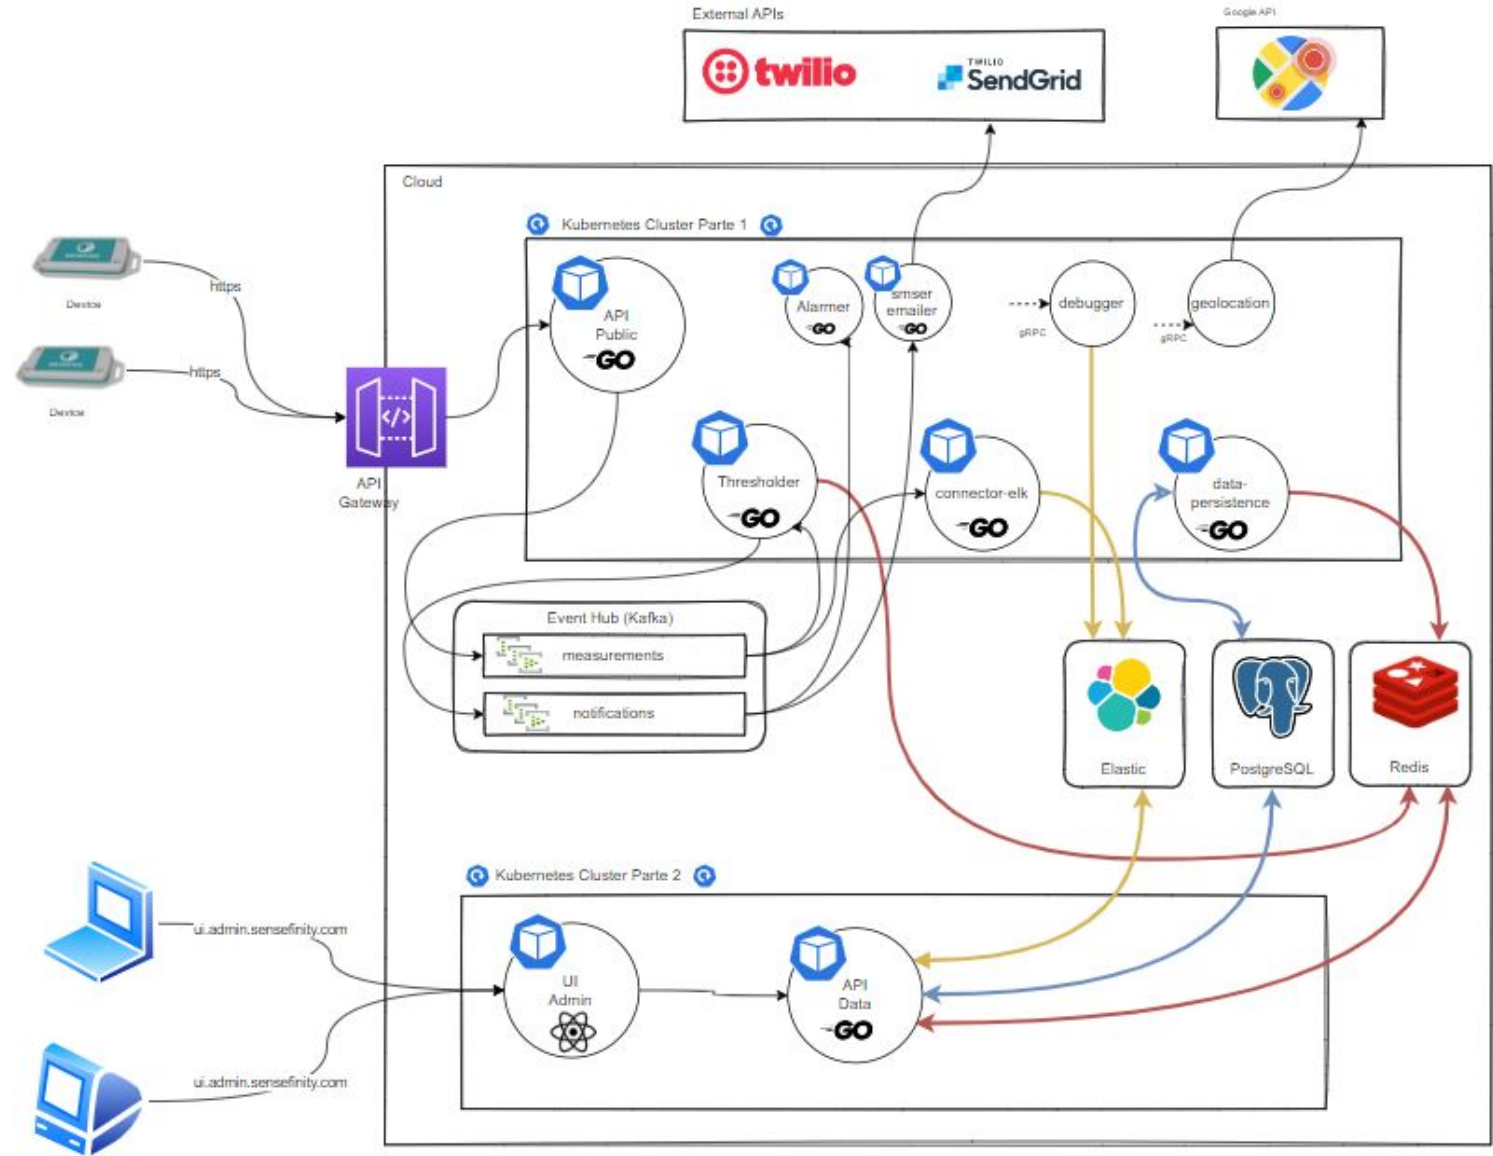 External APIs
Google API
twilio
TWILIO
SendGrid
Cloud
Kubernetes Cluster Parte 1
https
Device
https
Device
API
Gateway
API
Public
GO
Alarmer
GO
smser
emailer
GO
debugger
gRPC
geolocation
gRPC
Thresholder
GO
connector-elk
GO
data-
persistence
GO
Event Hub (Kafka)
measurements
notifications
Elastic
PostgreSQL
Redis
Kubernetes Cluster Parte 2
ui.admin.sensefinity.com
UI
Admin
API
Data
GO
ui.admin.sensefinity.com